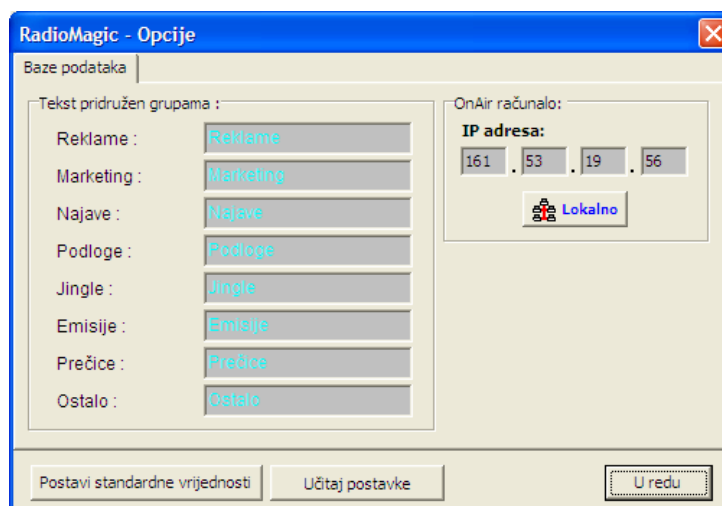 RadioMagic - Opcije
Baze podataka
Tekst pridružen grupama :
Reklame : Reklame
Marketing : Marketing
Najave : Najave
Podloge : Podloge
Jingle : Jingle
Emisije : Emisije
Prečice : Prečice
Ostalo : Ostalo
OnAir računalo:
IP adresa:
161 . 53 . 19 . 56
Lokalno
Postavi standardne vrijednosti Učitaj postavke U redu